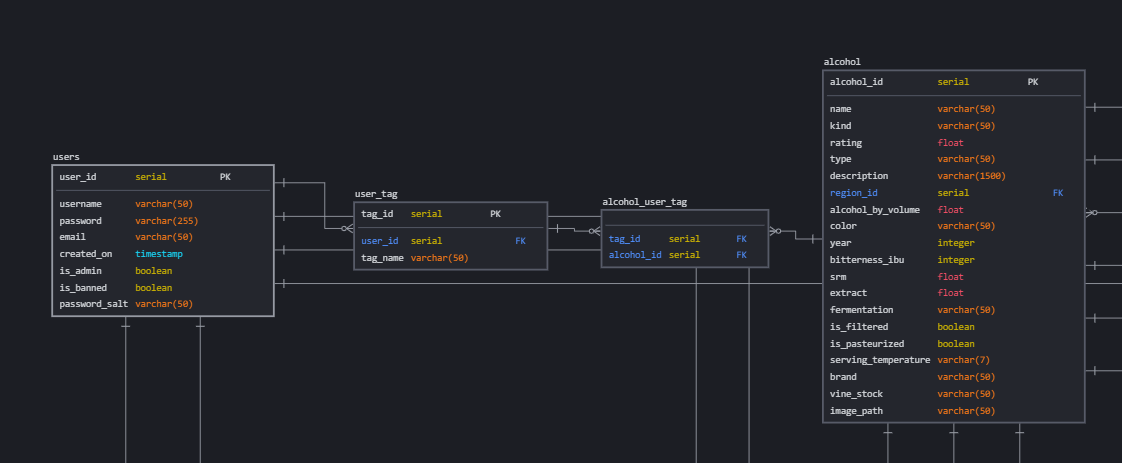 users
user_id serial PK
username varchar(50)
password varchar(255)
email varchar(50)
created_on timestamp
is_admin boolean
is_banned boolean
password_salt varchar(50)
user_tag
tag_id serial PK
user_id serial FK
tag_name varchar(50)
alcohol_user_tag
tag_id serial FK
alcohol_id serial FK
alcohol
alcohol_id serial PK
name varchar(50)
kind varchar(50)
rating float
type varchar(50)
description varchar(1500)
region_id serial FK
alcohol_by_volume float
color varchar(50)
year integer
bitterness_ibu integer
srm float
extract float
fermentation varchar(50)
is_filtered boolean
is_pasteurized boolean
serving_temperature varchar(7)
brand varchar(50)
vine_stock varchar(50)
image_path varchar(50)